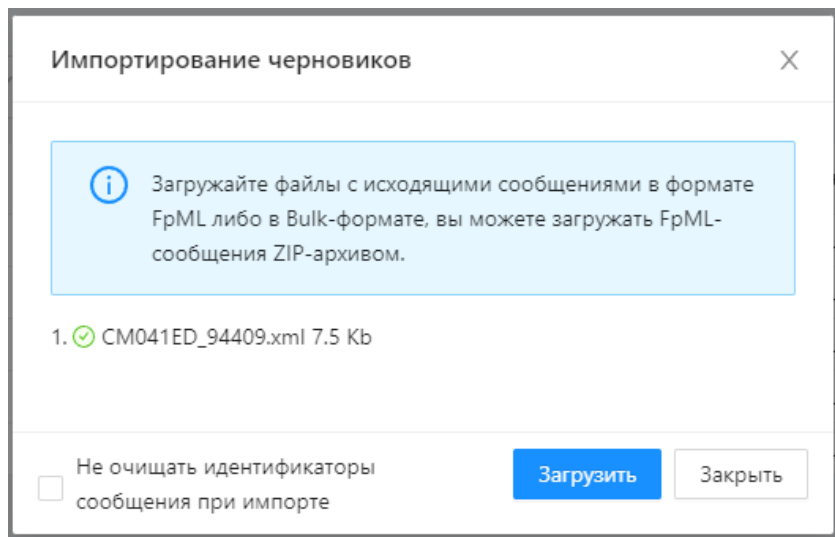 Импортирование черновиков
Загружайте файлы с исходящими сообщениями в формате
FpML либо в Bulk-формате, вы можете загружать FpML-
сообщения ZIP-архивом.
1. CM041ED_94409.xml 7.5 Kb
Не очищать идентификаторы
сообщения при импорте
Загрузить
Закрыть